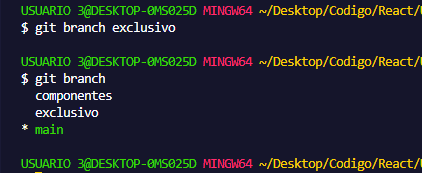 USUARIO 3@DESKTOP-0MS025D MINGW64 ~/Desktop/Codigo/React/
$ git branch exclusivo
USUARIO 3@DESKTOP-0MS025D MINGW64 ~/Desktop/Codigo/React/
$ git branch
componentes
exclusivo
* main
USUARIO 3@DESKTOP-0MS025D MINGW64 ~/Desktop/Codigo/React/